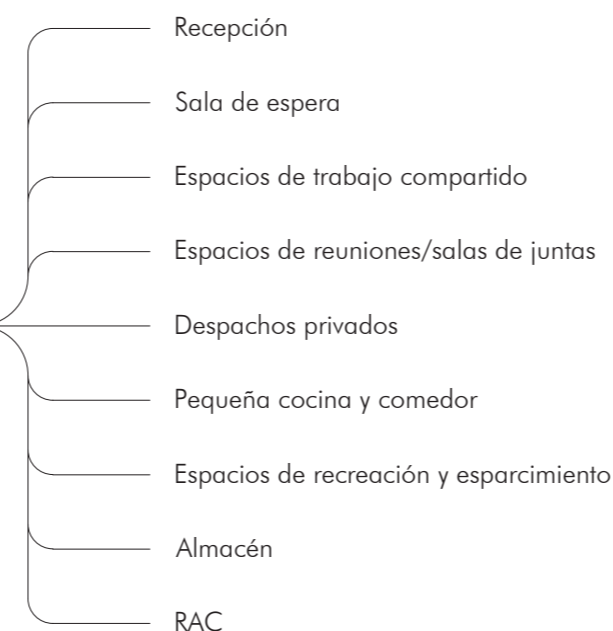 Recepción
Sala de espera
Espacios de trabajo compartido
Espacios de reuniones/salas de juntas
Despachos privados
Pequeña cocina y comedor
Espacios de recreación y esparcimiento
Almacén
RAC